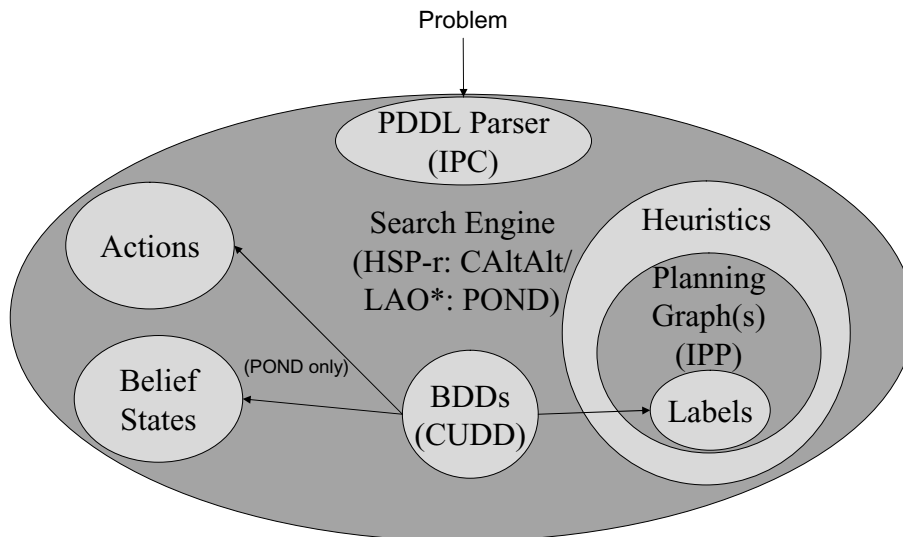 Problem
PDDL Parser
(IPC)
Search Engine
(HSP-r: CAltAlt/
LAO*: POND)
Heuristics
Planning
Graph(s)
(IPP)
Labels
Actions
Belief
States
(POND only)
BDDs
(CUDD)